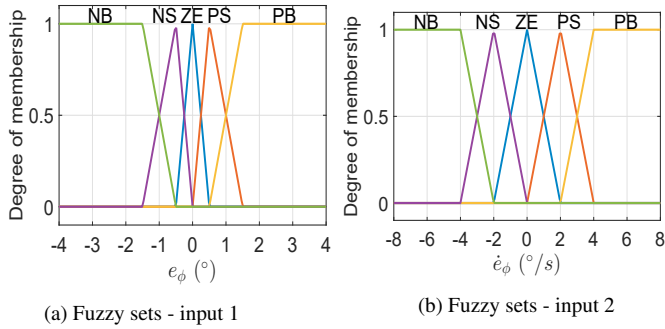 NB NS ZE PS PB
1
0.5
0
Degree of membership
-4 -3 -2 -1 0 1 2 3 4
e_ϕ (°)
(a) Fuzzy sets - input 1
NB NS ZE PS PB
1
0.5
0
Degree of membership
-8 -6 -4 -2 0 2 4 6 8
ė_ϕ (°/s)
(b) Fuzzy sets - input 2